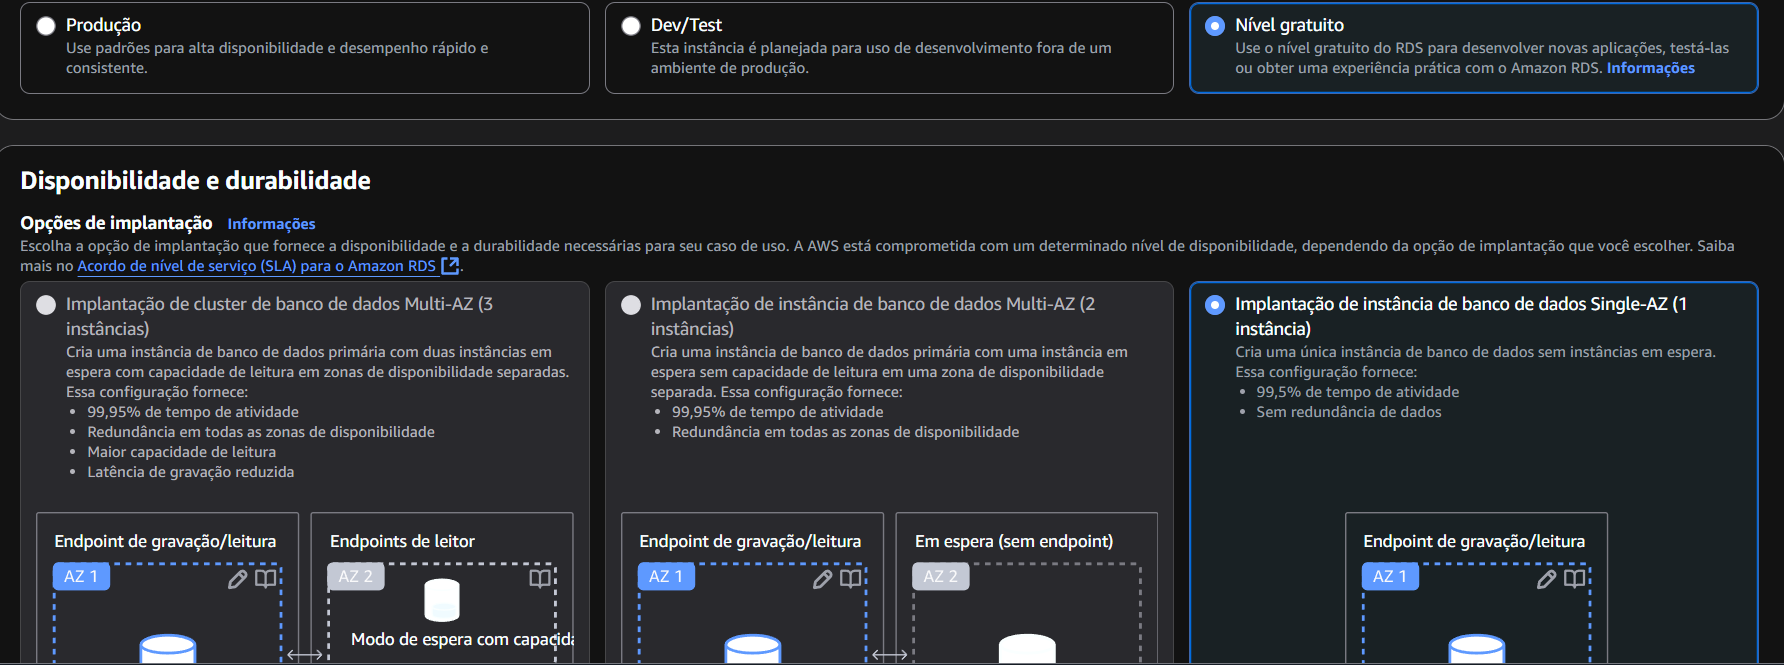 Produção
Use padrões para alta disponibilidade e desempenho rápido e
consistente.
Dev/Test
Esta instância é planejada para uso de desenvolvimento fora de um
ambiente de produção.
Nível gratuito
Use o nível gratuito do RDS para desenvolver novas aplicações, testá-las
ou obter uma experiência prática com o Amazon RDS. Informações
Disponibilidade e durabilidade
Opções de implantação Informações
Escolha a opção de implantação que fornece a disponibilidade e a durabilidade necessárias para seu caso de uso. A AWS está comprometida com um determinado nível de disponibilidade, dependendo da opção de implantação que você escolher. Saiba
mais no Acordo de nível de serviço (SLA) para o Amazon RDS.
Implantação de cluster de banco de dados Multi-AZ (3
instâncias)
Cria uma instância de banco de dados primária com duas instâncias em
espera com capacidade de leitura em zonas de disponibilidade separadas.
Essa configuração fornece:
• 99,95% de tempo de atividade
• Redundância em todas as zonas de disponibilidade
• Maior capacidade de leitura
• Latência de gravação reduzida
Endpoint de gravação/leitura
AZ 1
Endpoints de leitor
AZ 2
Modo de espera com capacida
Implantação de instância de banco de dados Multi-AZ (2
instâncias)
Cria uma instância de banco de dados primária com uma instância em
espera sem capacidade de leitura em uma zona de disponibilidade
separada. Essa configuração fornece:
• 99,95% de tempo de atividade
• Redundância em todas as zonas de disponibilidade
Endpoint de gravação/leitura
AZ 1
Em espera (sem endpoint)
AZ 2
Implantação de instância de banco de dados Single-AZ (1
instância)
Cria uma única instância de banco de dados sem instâncias em espera.
Essa configuração fornece:
• 99,5% de tempo de atividade
• Sem redundância de dados
Endpoint de gravação/leitura
AZ 1